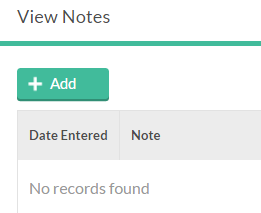 View Notes
Add
Date Entered Note
No records found